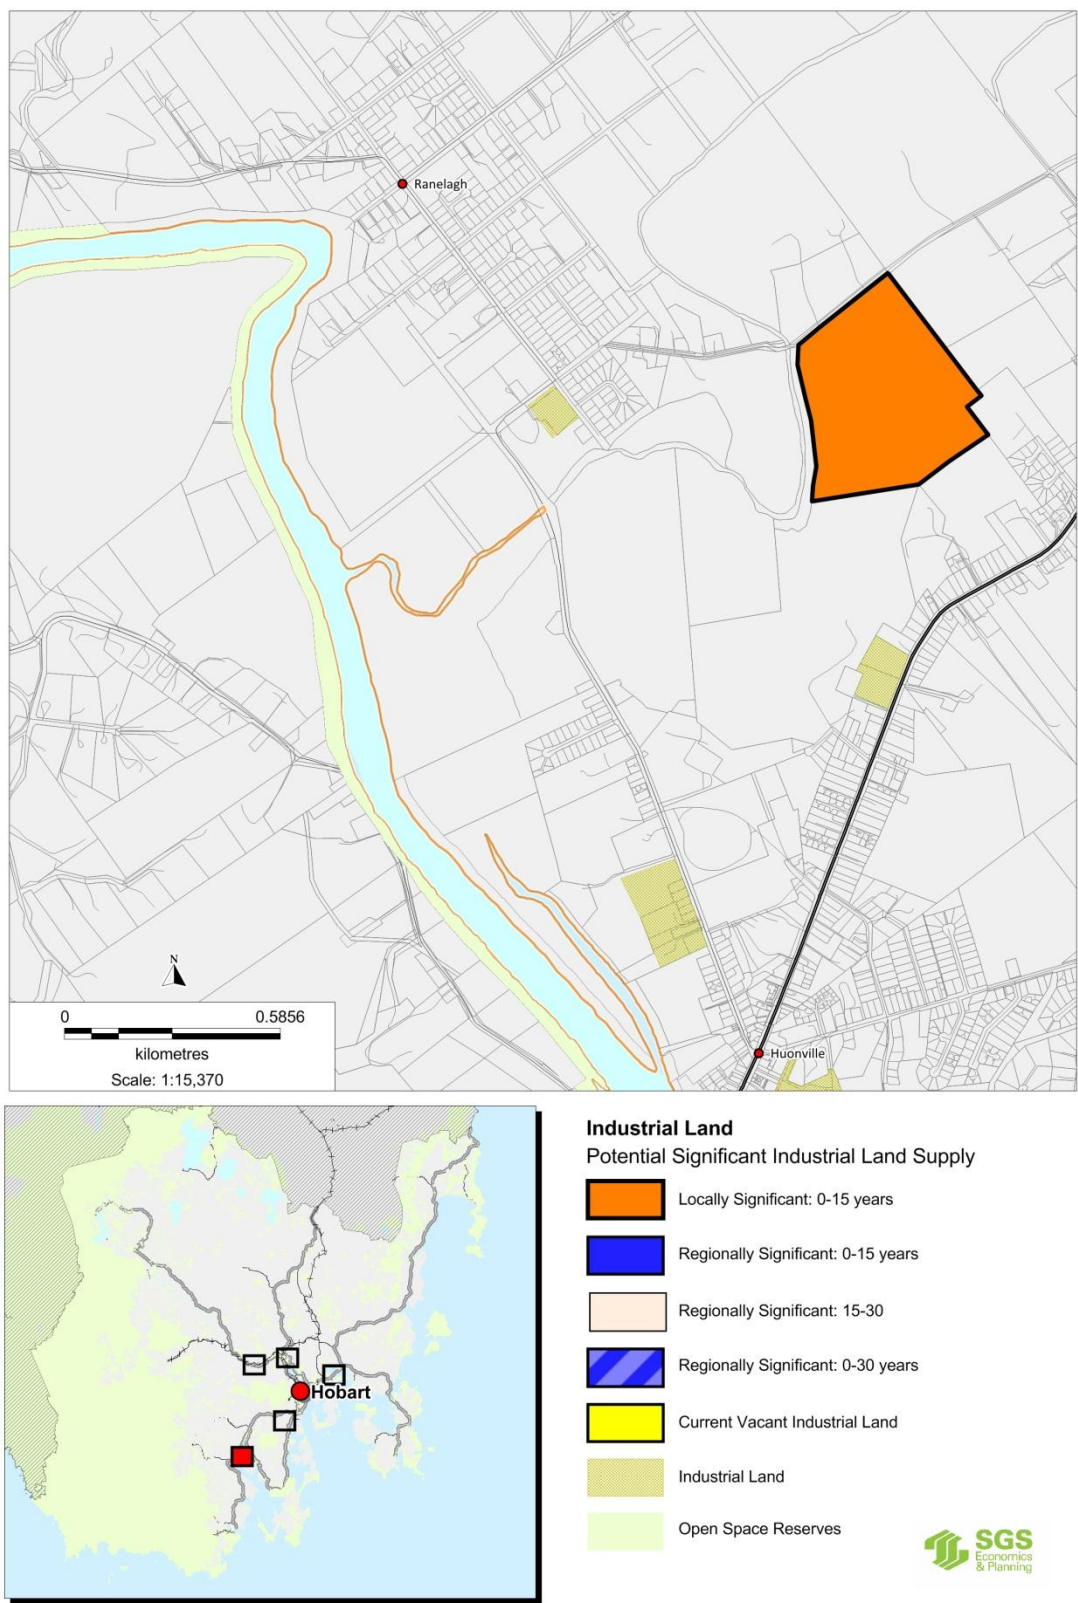 Ranelagh
Huonville
N
0 0.5856
kilometres
Scale: 1:15,370
Hobart
Industrial Land
Potential Significant Industrial Land Supply
Locally Significant: 0-15 years
Regionally Significant: 0-15 years
Regionally Significant: 15-30
Regionally Significant: 0-30 years
Current Vacant Industrial Land
Industrial Land
Open Space Reserves
SGS
Economics
& Planning